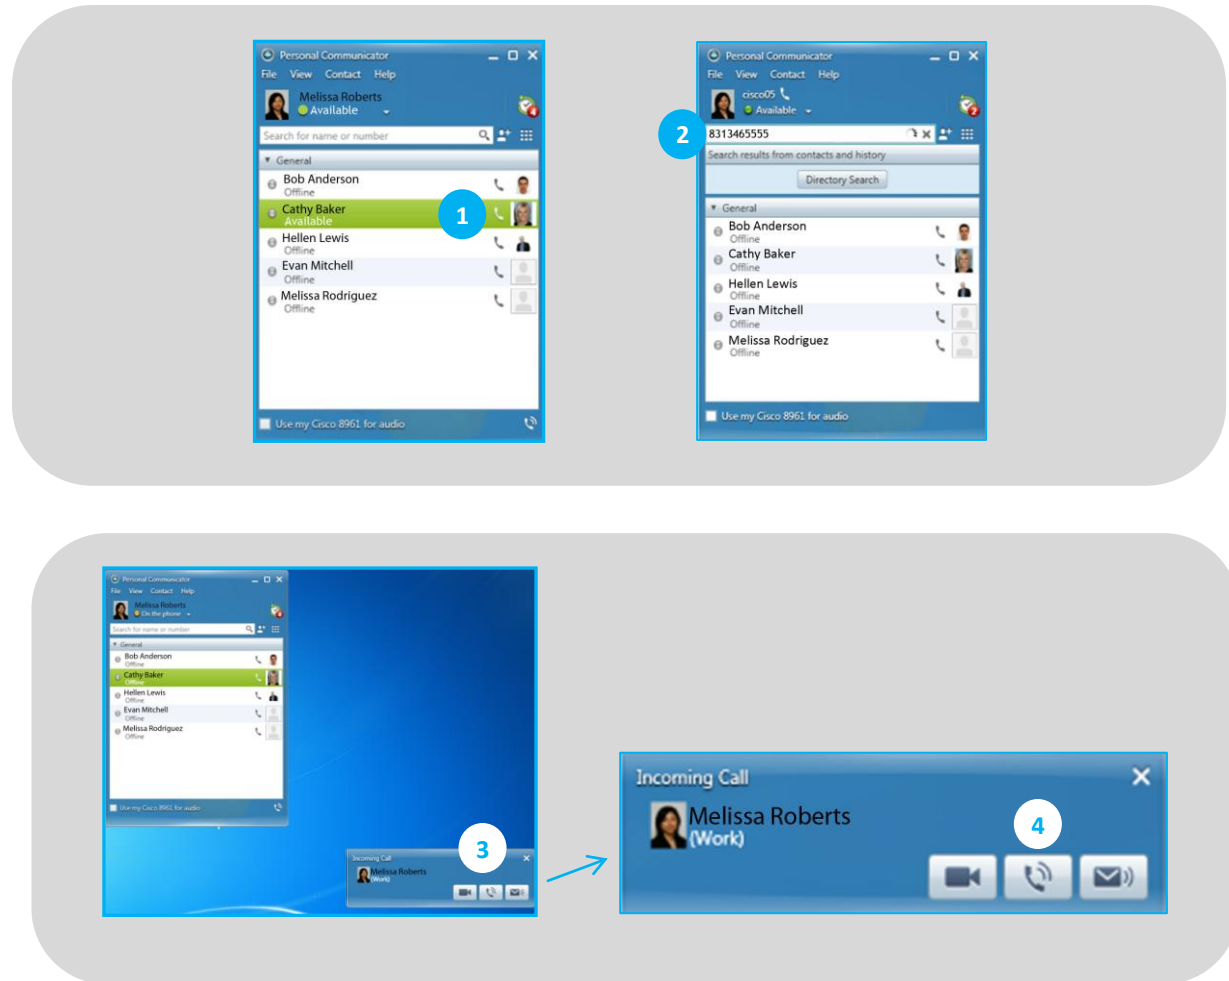 Personal Communicator
File View Contact Help
Melissa Roberts
Available
4
Search for name or number
General
Bob Anderson
Offline
Cathy Baker
Available
1
Hellen Lewis
Offline
Evan Mitchell
Offline
Melissa Rodriguez
Offline
Use my Cisco 8961 for audio
Personal Communicator
File View Contact Help
cisco05
Available
2
2
8313465555
Search results from contacts and history
Directory Search
General
Bob Anderson
Offline
Cathy Baker
Offline
Hellen Lewis
Offline
Evan Mitchell
Offline
Melissa Rodriguez
Offline
Use my Cisco 8961 for audio
Personal Communicator
File View Contact Help
Melissa Roberts
On the phone
4
Search for name or number
General
Bob Anderson
Offline
Cathy Baker
Offline
Hellen Lewis
Offline
Evan Mitchell
Offline
Melissa Rodriguez
Offline
Use my Cisco 8961 for audio
3
Incoming Call
Melissa Roberts
(Work)
Incoming Call
Melissa Roberts
(Work)
4